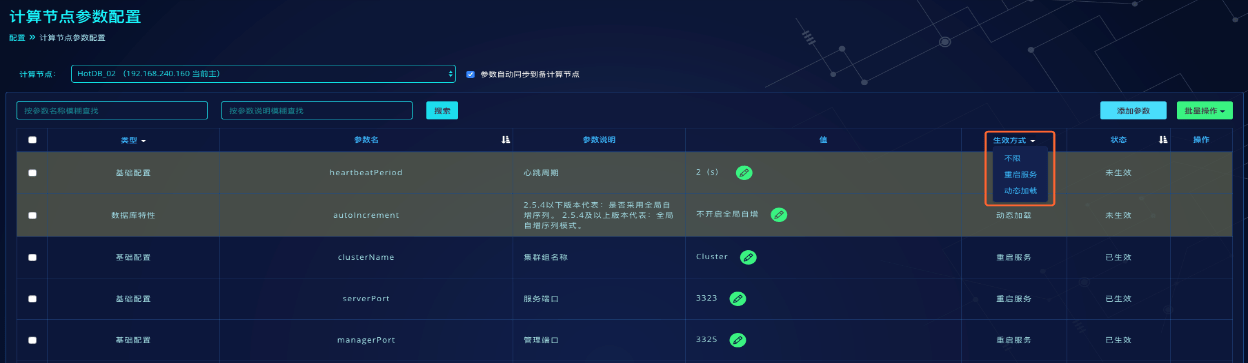 计算节点参数配置
配置 » 计算节点参数配置
计算节点： HotDB_02 （192.168.240.160 当前主） 参数自动同步到备计算节点
按参数名称模糊查找 按参数说明模糊查找 搜索 添加参数 批量操作
类型 参数名 参数说明 值 生效方式 状态 操作
不限
重启服务
动态加载
基础配置 heartbeatPeriod 心跳周期 2（s） 未生效
数据库特性 autoIncrement 2.5.4以下版本代表：是否采用全局自
增序列。 2.5.4及以上版本代表：全局
自增序列模式。 不开启全局自增 动态加载 未生效
基础配置 clusterName 集群组名称 Cluster 重启服务 已生效
基础配置 serverPort 服务端口 3323 重启服务 已生效
基础配置 managerPort 管理端口 3325 重启服务 已生效